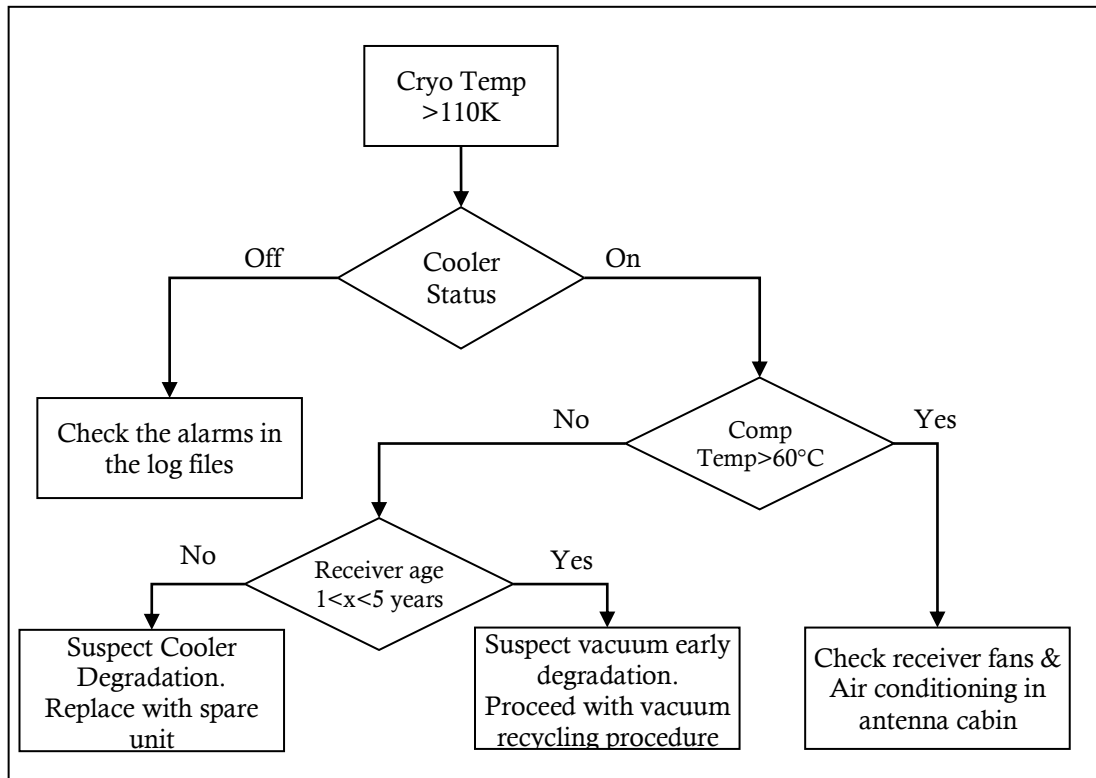 Cryo Temp
>110K
Off
On
Cooler
Status
Check the alarms in
the log files
No
Yes
Comp
Temp>60°C
No
Yes
Receiver age
1<x<5 years
Suspect Cooler
Degradation.
Replace with spare
unit
Suspect vacuum early
degradation.
Proceed with vacuum
recycling procedure
Check receiver fans &
Air conditioning in
antenna cabin